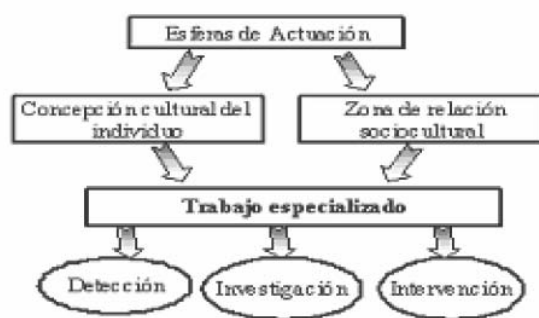 Esferas de Actuación
Concepción cultural del
individuo
Zona de relación
sociocultural
Trabajo especializado
Detección
Investigación
Intervención